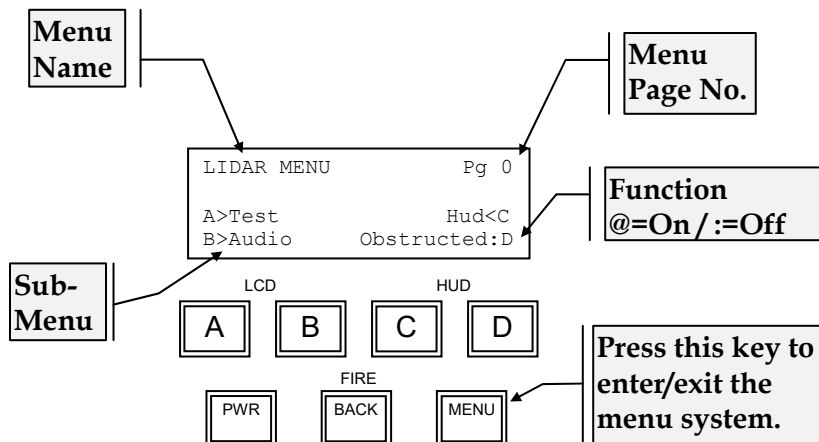 Menu
Name
Menu
Page No.
LIDAR MENU Pg 0
A>Test Hud<C
B>Audio Obstructed:D
Function
@=On / :=Off
Sub-
Menu
LCD HUD
A B C D
Press this key to
enter/exit the
menu system.
FIRE
PWR BACK MENU